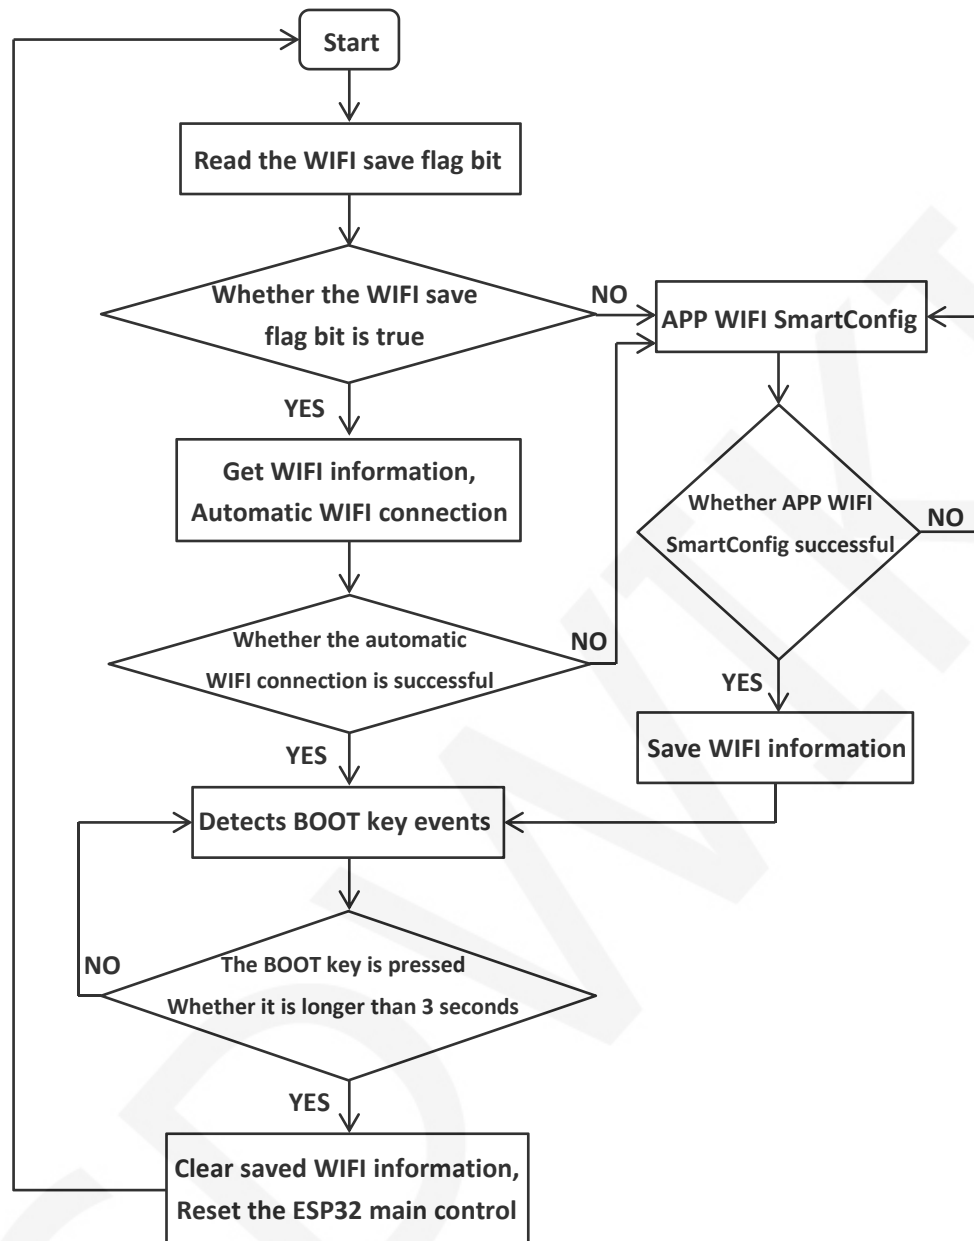 Start
Read the WIFI save flag bit
Whether the WIFI save
flag bit is true
NO
APP WIFI SmartConfig
YES
Get WIFI information,
Automatic WIFI connection
Whether APP WIFI
SmartConfig successful
NO
Whether the automatic
WIFI connection is successful
NO
YES
YES
Save WIFI information
Detects BOOT key events
The BOOT key is pressed
Whether it is longer than 3 seconds
NO
YES
Clear saved WIFI information,
Reset the ESP32 main control